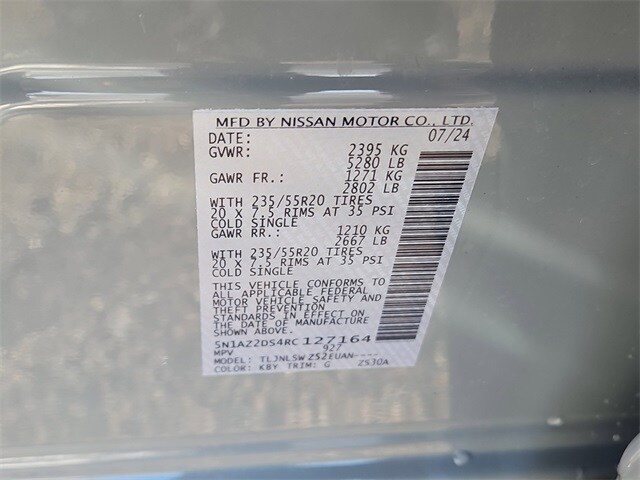 MFD BY NISSAN MOTOR CO., LTD.
DATE: 07/24
GVWR: 2395 KG
5280 LB
GAWR FR.: 1271 KG
2802 LB
WITH 235/55R20 TIRES
20 X 7.5 RIMS AT 35 PSI
COLD SINGLE
GAWR RR.: 1210 KG
2667 LB
WITH 235/55R20 TIRES
20 X 7.5 RIMS AT 35 PSI
COLD SINGLE
THIS VEHICLE CONFORMS TO
ALL APPLICABLE FEDERAL
MOTOR VEHICLE SAFETY AND
THEFT PREVENTION
STANDARDS IN EFFECT ON
THE DATE OF MANUFACTURE
SHOWN ABOVE.
5N1AZ2DS4RC127164
MPV 927
MODEL: TLJNLSW Z52EUAN----
COLOR: KBY TRIM: G Z530A